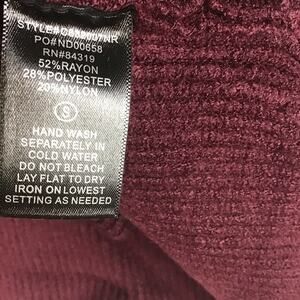 PO#ND00658
RN#84319
52%RAYON
28%POLYESTER
20%NYLON
S
HAND WASH
SEPARATELY IN
COLD WATER
DO NOT BLEACH
LAY FLAT TO DRY
IRON ON LOWEST
SETTING AS NEEDED